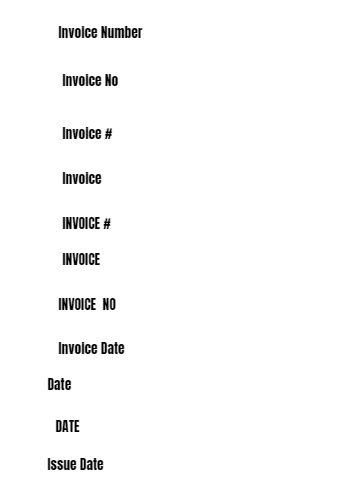 Invoice Number
Invoice No
Invoice #
Invoice
INVOICE #
INVOICE
INVOICE NO
Invoice Date
Date
DATE
Issue Date